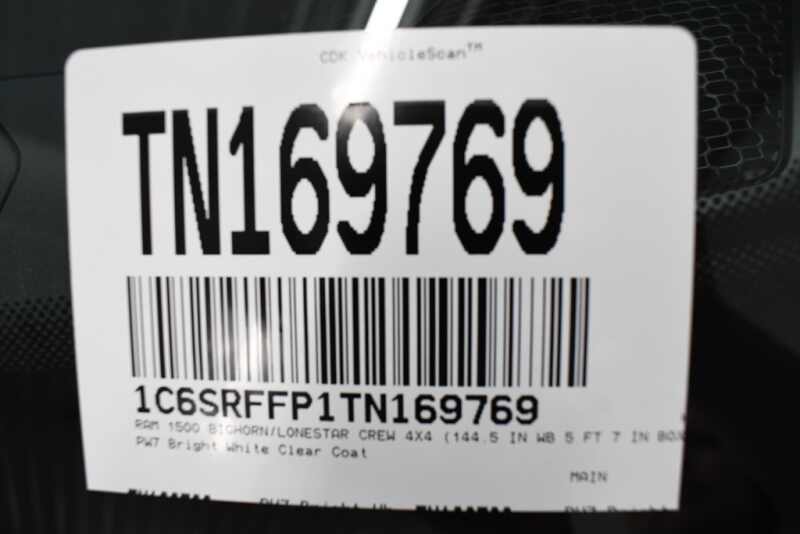 CDK VehicleScan™
TN169769
1C6SRFFP1TN169769
RAM 1500 BIGHORN/LONESTAR CREW 4X4 (144.5 IN WB 5 FT 7 IN BOX
PW7 Bright White Clear Coat
MAIN